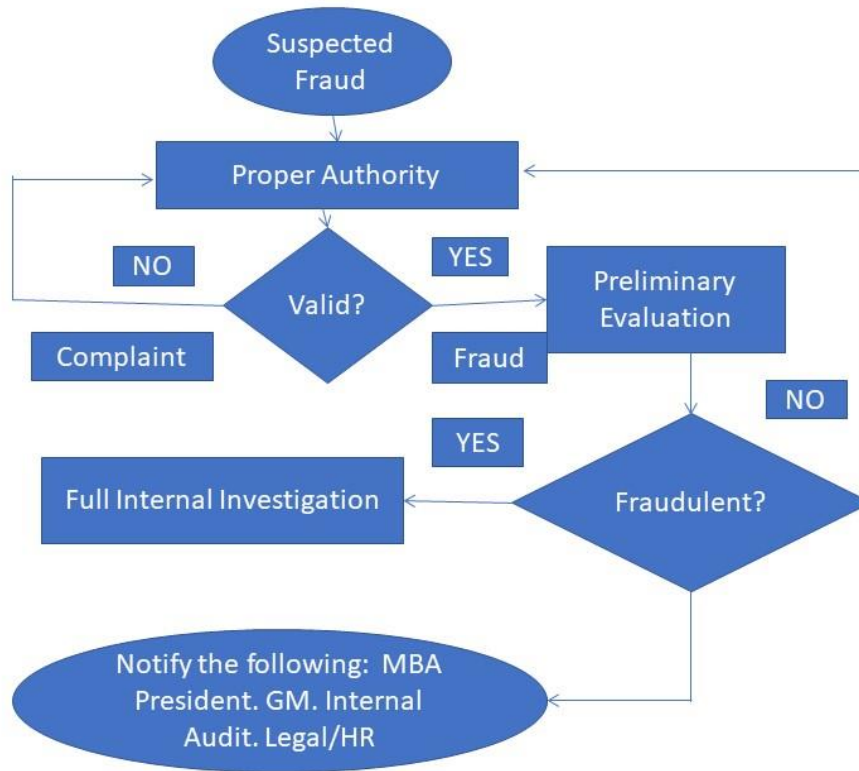 Suspected
Fraud
Proper Authority
NO
YES
Valid?
Preliminary
Evaluation
Complaint
Fraud
NO
YES
Full Internal Investigation
Fraudulent?
Notify the following: MBA
President. GM. Internal
Audit. Legal/HR